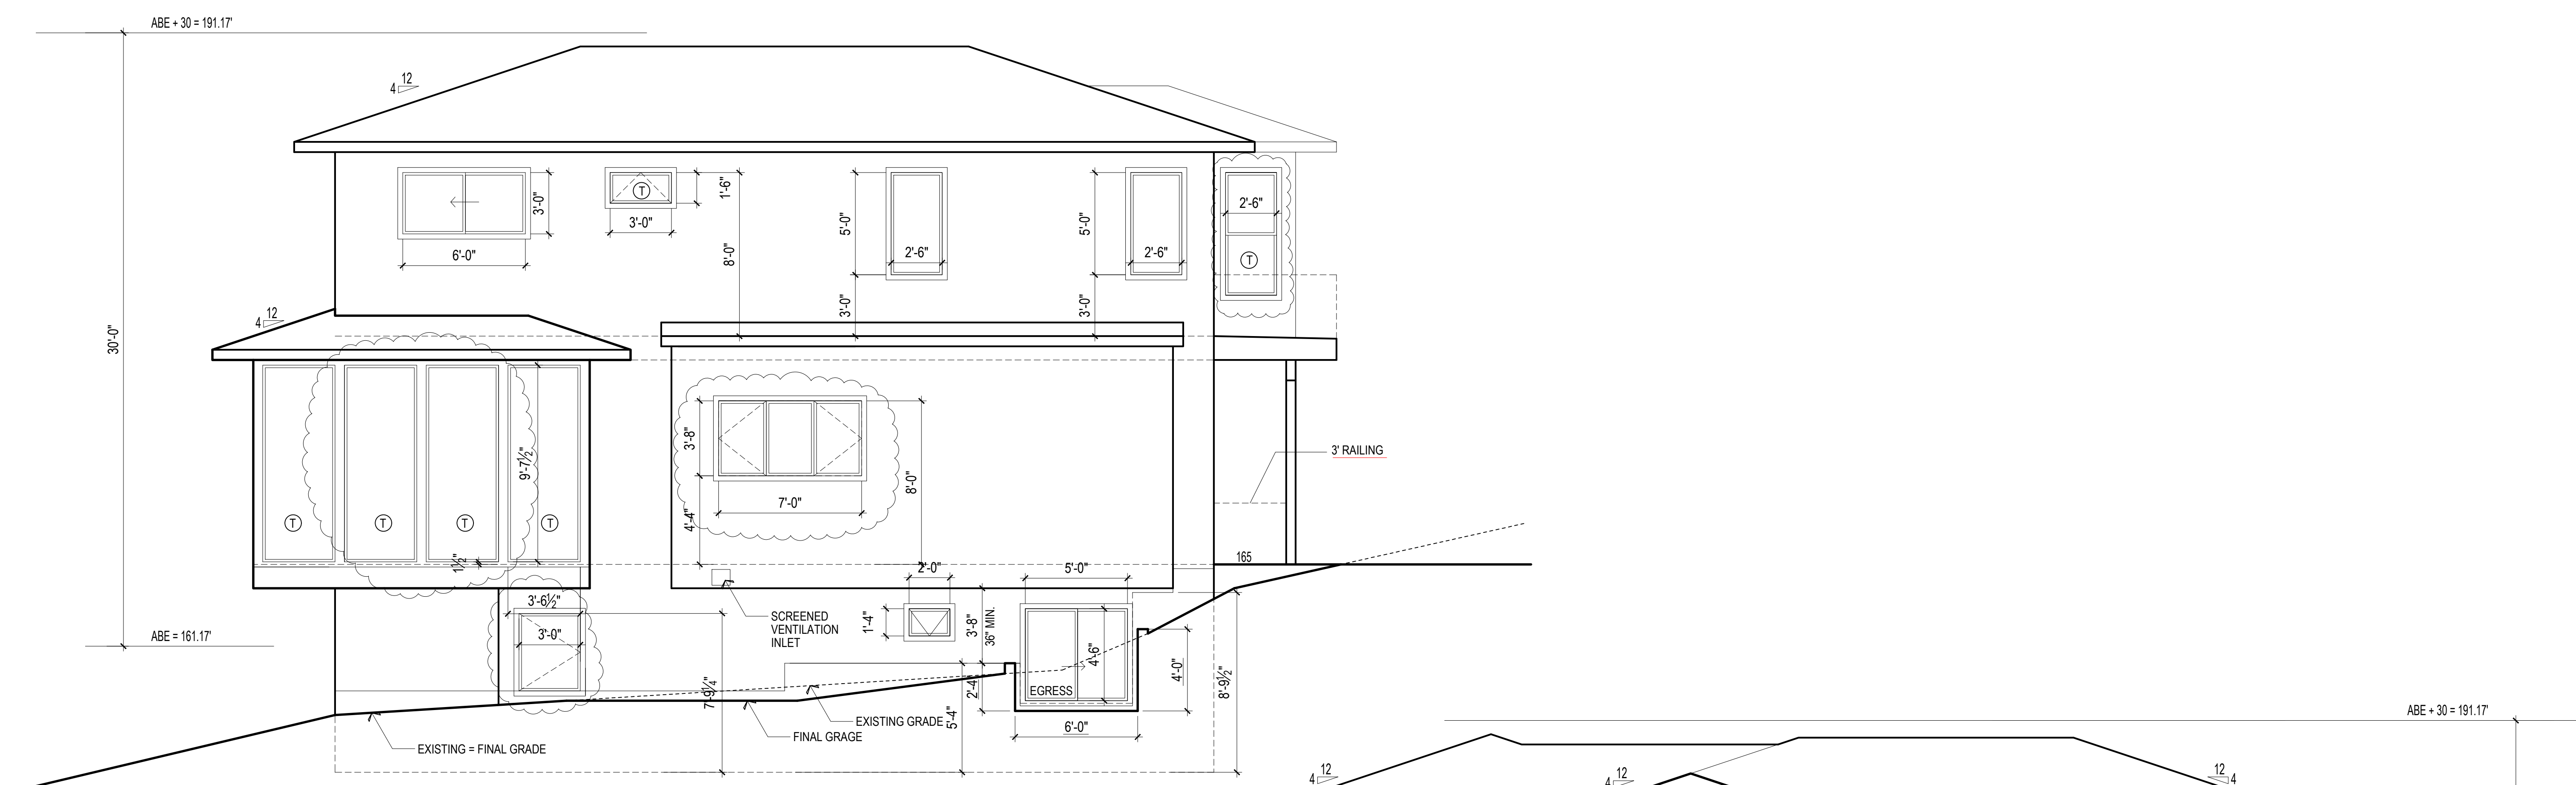 ABE + 30 = 191.17'
12
4
3'-0"
T
1'-6"
3'-0"
6'-0"
8'-0"
5'-0"
2'-6"
3'-0"
5'-0"
2'-6"
3'-0"
2'-6"
T
12
4
30'-0"
9'-7½"
T
T
T
T
1½"
3'-8"
7'-0"
4'-4"
8'-0"
3' RAILING
165
2'-0"
5'-0"
3'-6½"
3'-0"
SCREENED
VENTILATION
INLET
1'-4"
3'-8"
36" MIN.
4'-6"
EGRESS
4'-0"
8'-9½"
2'-4"
6'-0"
7'-9¼"
5'-4"
ABE = 161.17'
EXISTING GRADE
FINAL GRAGE
EXISTING = FINAL GRADE
ABE + 30 = 191.17'
12
4
12
4
12
4